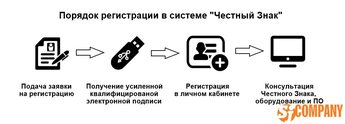 Порядок регистрации в системе "Честный Знак"
Подача заявки
на регистрацию
Получение усиленной
квалифицированной
электронной подписи
Регистрация
в личном кабинете
Консультация
Честного Знака,
оборудование и ПО
COMPANY